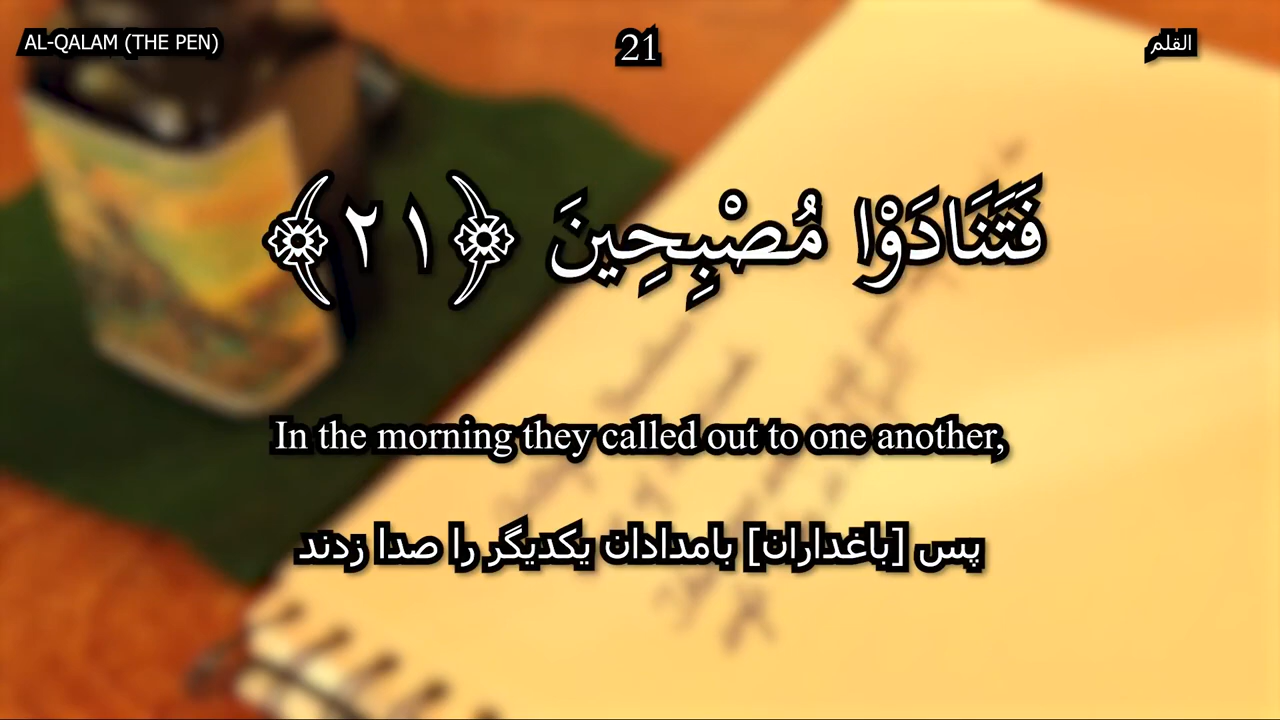 AL-QALAM (THE PEN)
21
القلم
فَتَنَادَوْا مُصْبِحِينَ ﴿٢١﴾
In the morning they called out to one another,
پس [باغداران] بامدادان یکدیگر را صدا زدند